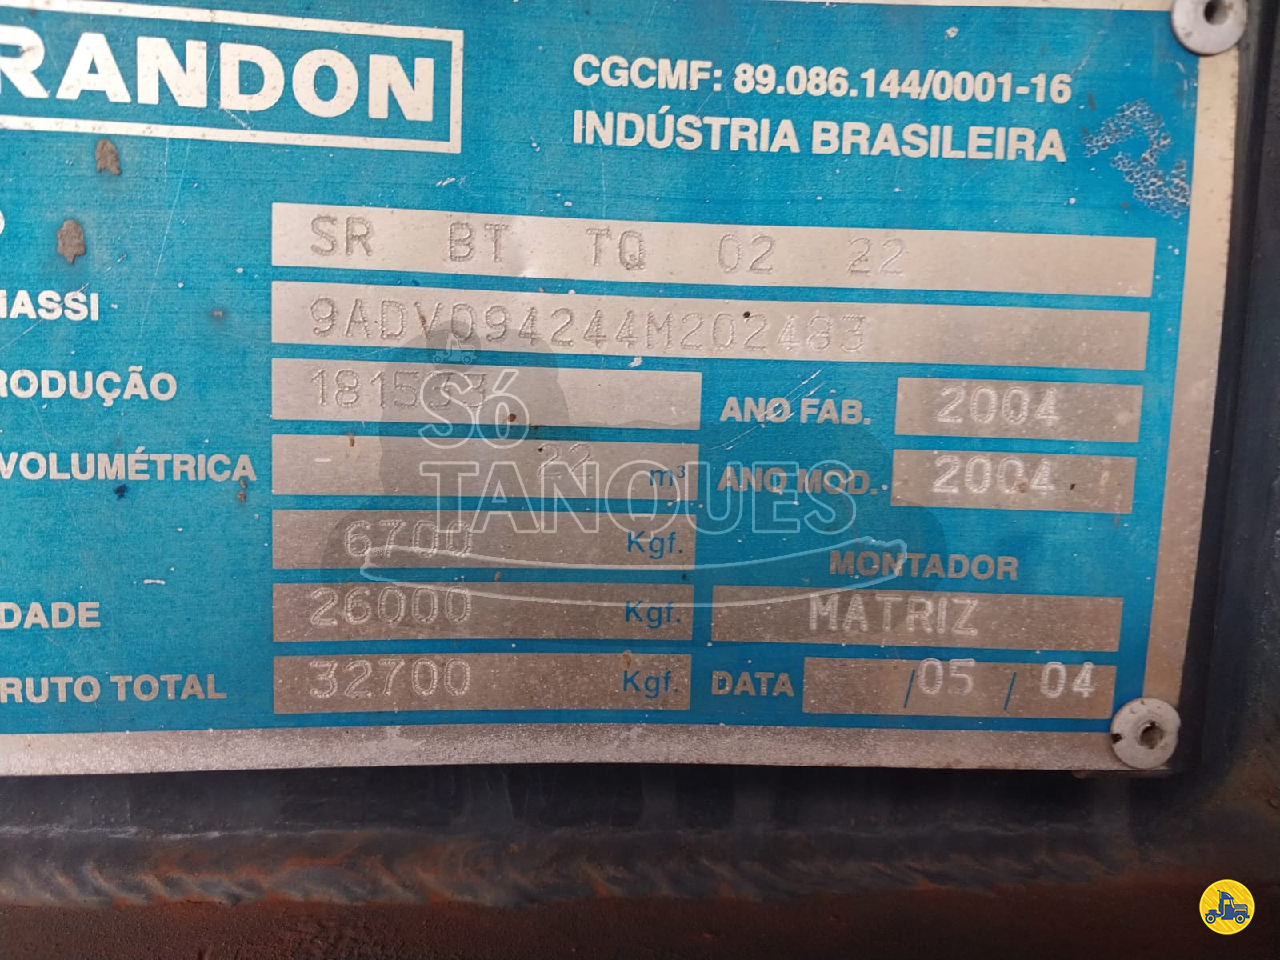 RANDON
CGCMF: 89.086.144/0001-16
INDÚSTRIA BRASILEIRA
SR BT TQ 02 22
HASSI 9ADV094244M202483
RODUÇÃO 181533 ANO FAB. 2004
VOLUMÉTRICA 22 m³ ANO MOD. 2004
6700 Kgf.
MONTADOR
DADE 26000 Kgf. MATRIZ
RUTO TOTAL 32700 Kgf. DATA /05/04
Só
TANQUES